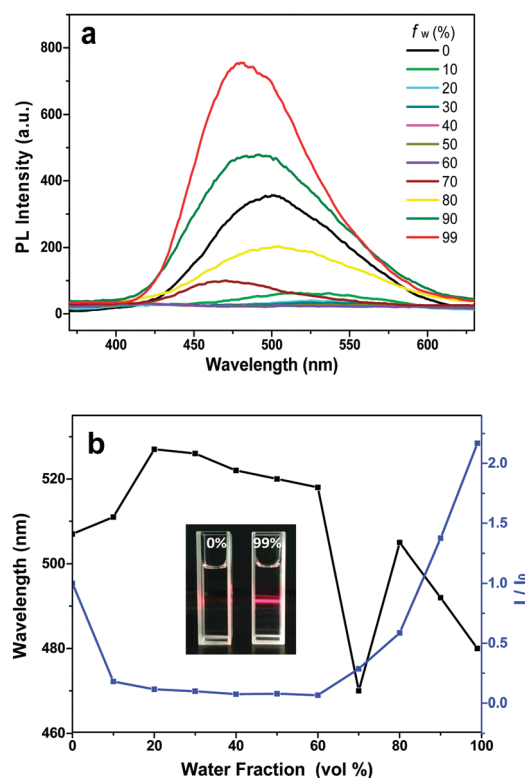 a
f w (%)
0
10
20
30
40
50
60
70
80
90
99
800
600
400
200
0
PL Intensity (a.u.)
400 450 500 550 600
Wavelength (nm)
b
520
500
480
460
Wavelength (nm)
0% 99%
2.0
1.5
1.0
0.5
0.0
I / I₀
0 20 40 60 80 100
Water Fraction (vol %)